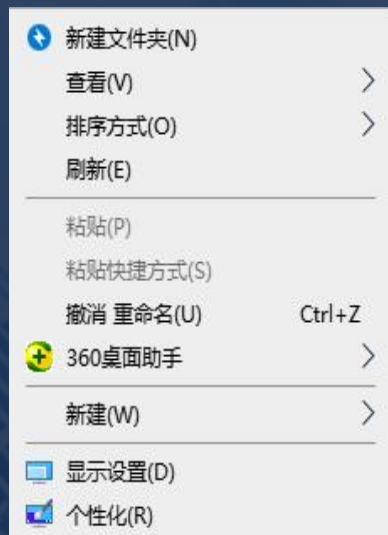 新建文件夹(N)
查看(V)
排序方式(O)
刷新(E)
粘贴(P)
粘贴快捷方式(S)
撤消 重命名(U) Ctrl+Z
360桌面助手
新建(W)
显示设置(D)
个性化(R)